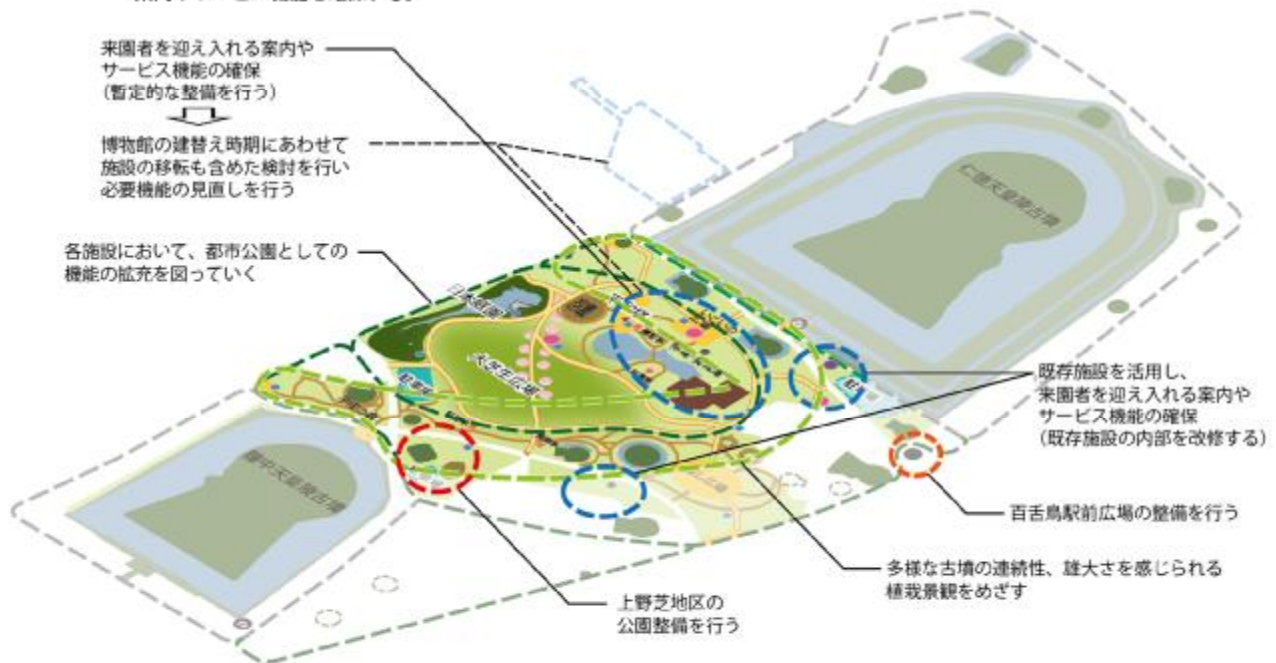 来園者を迎え入れる案内や
サービス機能の確保
（暫定的な整備を行う）
博物館の建替え時期にあわせて
施設の移転も含めた検討を行い
必要機能の見直しを行う
各施設において、都市公園としての
機能の拡充を図っていく
仁徳天皇陵古墳
日本庭園
大芝生広場
履中天皇陵古墳
既存施設を活用し、
来園者を迎え入れる案内や
サービス機能の確保
（既存施設の内部を改修する）
百舌鳥駅前広場の整備を行う
多様な古墳の連続性、雄大さを感じられる
植栽景観をめざす
上野芝地区の
公園整備を行う